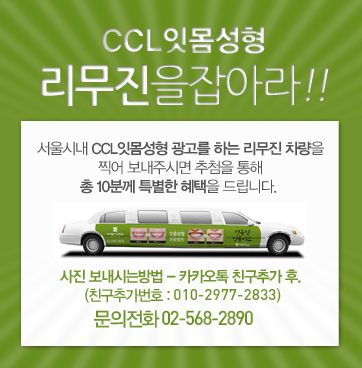 CCL잇몸성형
리무진을잡아라!!
서울시내 CCL잇몸성형 광고를 하는 리무진 차량을
찍어 보내주시면 추첨을 통해
총 10분께 특별한 혜택을 드립니다.
잇몸성형
사진 보내시는방법 - 카카오톡 친구추가 후.
(친구추가번호 : 010-2977-2833)
문의전화 02-568-2890